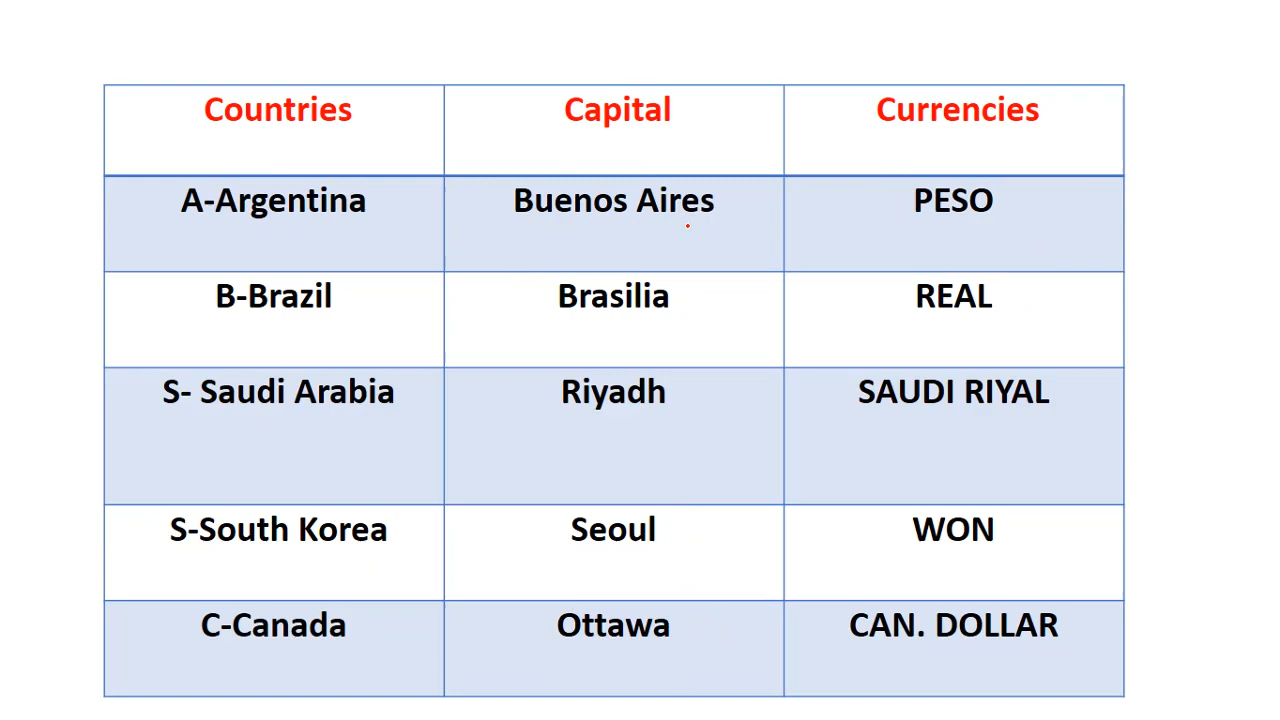 Countries Capital Currencies
A-Argentina Buenos Aires PESO
B-Brazil Brasilia REAL
S- Saudi Arabia Riyadh SAUDI RIYAL
S-South Korea Seoul WON
C-Canada Ottawa CAN. DOLLAR